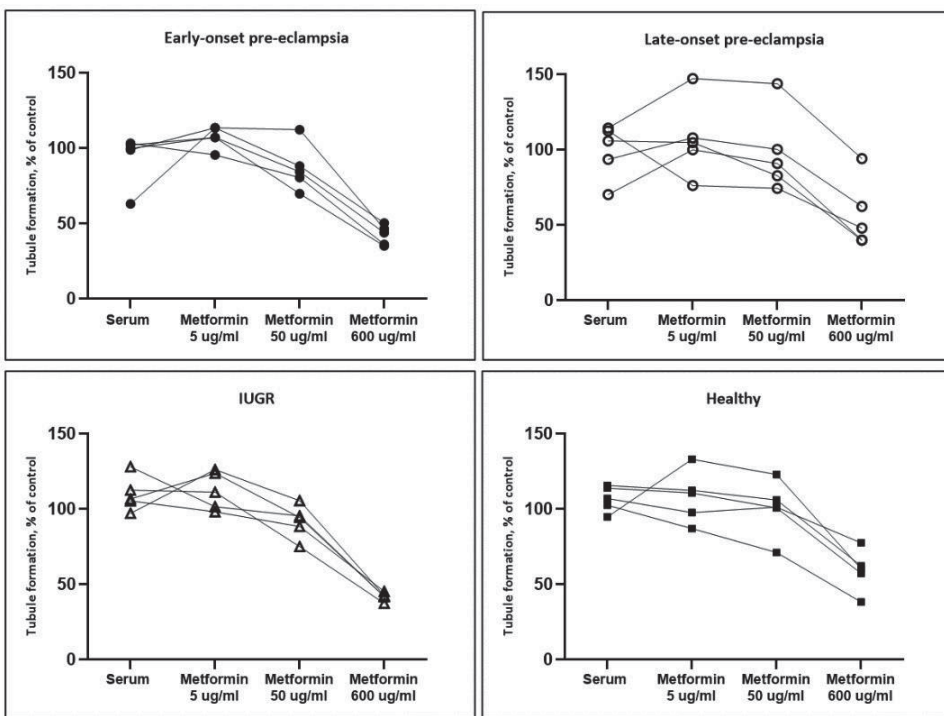 Early-onset pre-eclampsia
Tubule formation, % of control
150
100
50
0
Serum
Metformin
5 ug/ml
Metformin
50 ug/ml
Metformin
600 ug/ml
Late-onset pre-eclampsia
Tubule formation, % of control
150
100
50
0
Serum
Metformin
5 ug/ml
Metformin
50 ug/ml
Metformin
600 ug/ml
IUGR
Tubule formation, % of control
150
100
50
0
Serum
Metformin
5 ug/ml
Metformin
50 ug/ml
Metformin
600 ug/ml
Healthy
Tubule formation, % of control
150
100
50
0
Serum
Metformin
5 ug/ml
Metformin
50 ug/ml
Metformin
600 ug/ml